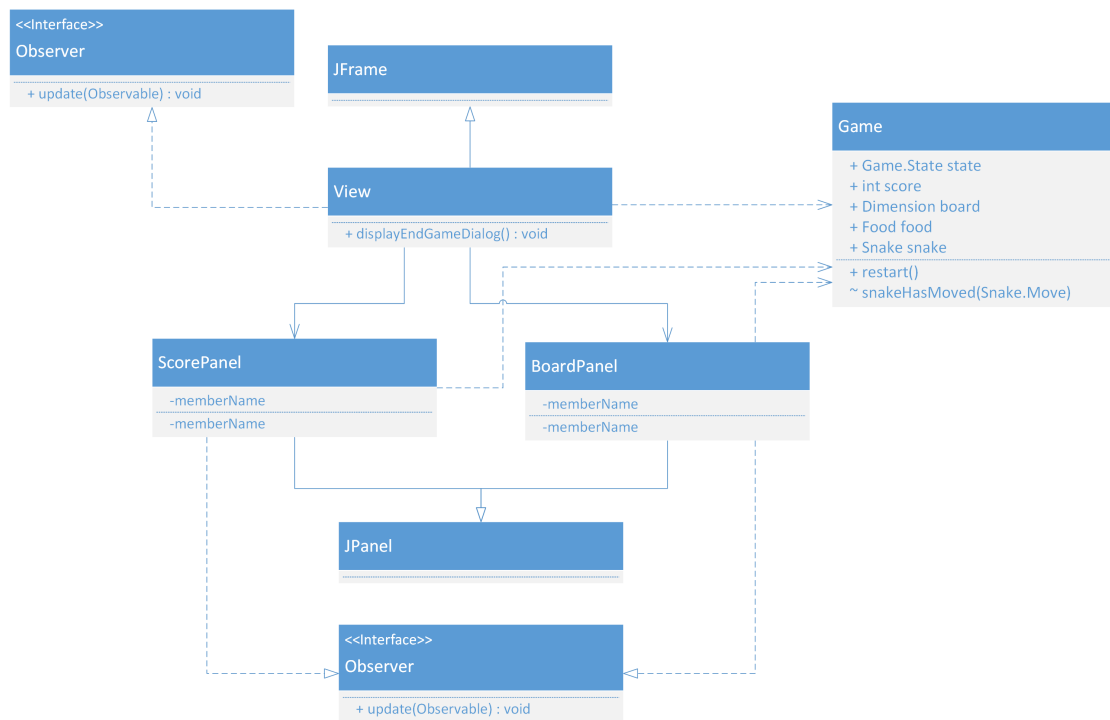 <<Interface>>
Observer
+ update(Observable) : void
JFrame
View
+ displayEndGameDialog() : void
Game
+ Game.State state
+ int score
+ Dimension board
+ Food food
+ Snake snake
+ restart()
~ snakeHasMoved(Snake.Move)
ScorePanel
-memberName
-memberName
BoardPanel
-memberName
-memberName
JPanel
<<Interface>>
Observer
+ update(Observable) : void